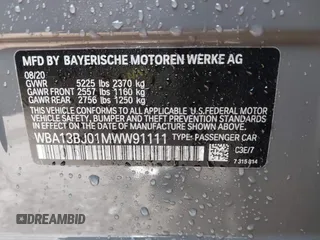 MFD BY BAYERISCHE MOTOREN WERKE AG
08/20
GVWR 5225 lbs 2370 kg
GAWR FRONT 2557 lbs 1160 kg
GAWR REAR 2756 lbs 1250 kg
THIS VEHICLE CONFORMS TO ALL APPLICABLE U.S.
FEDERAL MOTOR
VEHICLE SAFETY, BUMPER, AND THEFT PREVENTION
STANDARDS IN EFFECT ON THE DATE OF
MANUFACTURE SHOWN ABOVE.
WBA13BJ01MWW91111 TYPE: PASSENGER CAR
C3E/7
7 315 014
BID.CARS